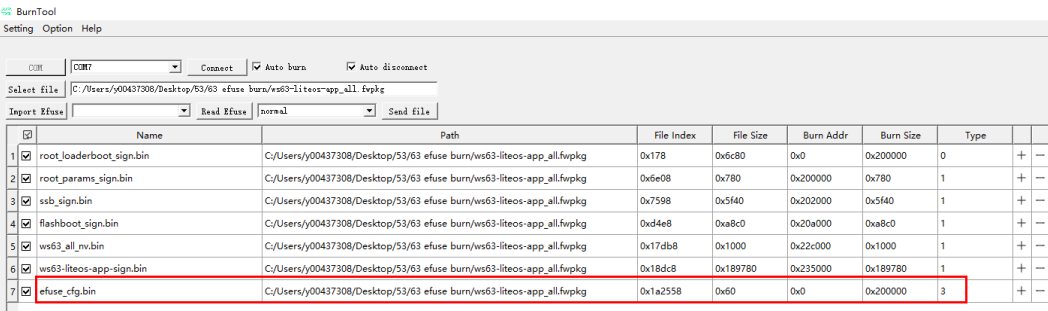 BurnTool
Setting Option Help
COM COM7 Connect Auto burn Auto disconnect
Select file C:/Users/y00437308/Desktop/53/63 efuse burn/ws63-liteos-app_all.fwpkg
Import Efuse Read Efuse normal Send file
Name Path File Index File Size Burn Addr Burn Size Type
1 root_loaderboot_sign.bin C:/Users/y00437308/Desktop/53/63 efuse burn/ws63-liteos-app_all.fwpkg 0x178 0x6c80 0x0 0x200000 0 + −
2 root_params_sign.bin C:/Users/y00437308/Desktop/53/63 efuse burn/ws63-liteos-app_all.fwpkg 0x6e08 0x780 0x200000 0x780 1 + −
3 ssb_sign.bin C:/Users/y00437308/Desktop/53/63 efuse burn/ws63-liteos-app_all.fwpkg 0x7598 0x5f40 0x202000 0x5f40 1 + −
4 flashboot_sign.bin C:/Users/y00437308/Desktop/53/63 efuse burn/ws63-liteos-app_all.fwpkg 0xd4e8 0xa8c0 0x20a000 0xa8c0 1 + −
5 ws63_all_nv.bin C:/Users/y00437308/Desktop/53/63 efuse burn/ws63-liteos-app_all.fwpkg 0x17db8 0x1000 0x22c000 0x1000 1 + −
6 ws63-liteos-app-sign.bin C:/Users/y00437308/Desktop/53/63 efuse burn/ws63-liteos-app_all.fwpkg 0x18dc8 0x189780 0x235000 0x189780 1 + −
7 efuse_cfg.bin C:/Users/y00437308/Desktop/53/63 efuse burn/ws63-liteos-app_all.fwpkg 0x1a2558 0x60 0x0 0x200000 3 + −